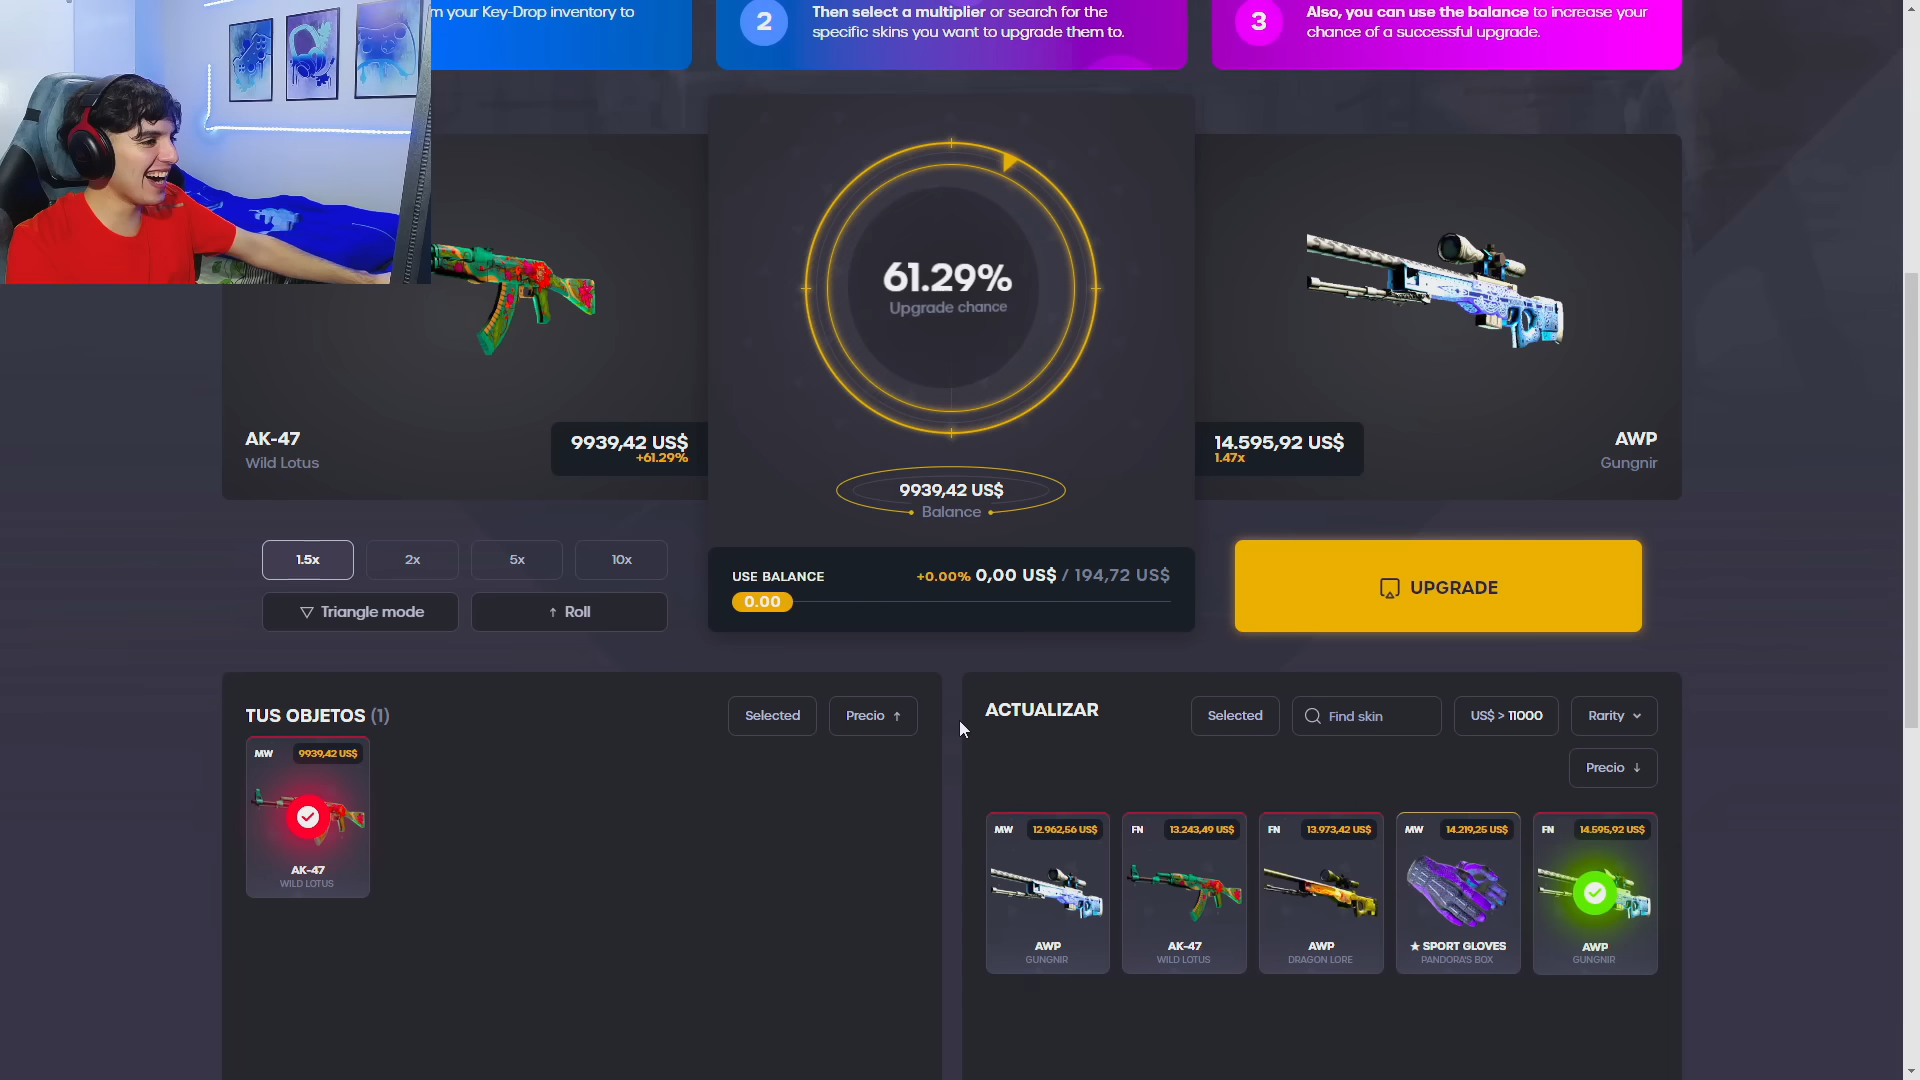 m your Key-Drop inventory to
2
Then select a multiplier or search for the
specific skins you want to upgrade them to.
3
Also, you can use the balance to increase your
chance of a successful upgrade.
61.29%
Upgrade chance
AK-47
Wild Lotus
9939,42 US$
+61.29%
14.595,92 US$
1.47x
AWP
Gungnir
9939,42 US$
Balance
1.5x
2x
5x
10x
Triangle mode
Roll
USE BALANCE
+0.00% 0,00 US$ / 194,72 US$
0.00
UPGRADE
TUS OBJETOS (1)
Selected
Precio
MW
9939,42 US$
AK-47
WILD LOTUS
ACTUALIZAR
Selected
Find skin
US$ > 11000
Rarity
Precio
MW
12.962,56 US$
AWP
GUNGNIR
FN
13.243,49 US$
AK-47
WILD LOTUS
FN
13.973,42 US$
AWP
DRAGON LORE
MW
14.219,25 US$
★ SPORT GLOVES
PANDORA'S BOX
FN
14.595,92 US$
AWP
GUNGNIR